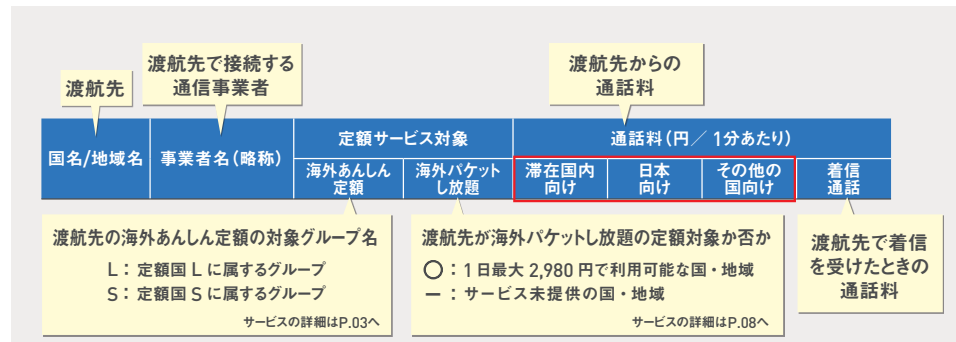 渡航先
渡航先で接続する
通信事業者
渡航先からの
通話料
国名/地域名
事業者名(略称)
定額サービス対象
通話料(円／ 1分あたり)
海外あんしん
定額
海外パケット
し放題
滞在国内
向け
日本
向け
その他の
国向け
着信
通話
渡航先の海外あんしん定額の対象グループ名
L：定額国 L に属するグループ
S：定額国 S に属するグループ
サービスの詳細はP.03へ
渡航先が海外パケットし放題の定額対象か否か
〇：1日最大 2,980 円で利用可能な国・地域
ー：サービス未提供の国・地域
サービスの詳細はP.08へ
渡航先で着信
を受けたときの
通話料